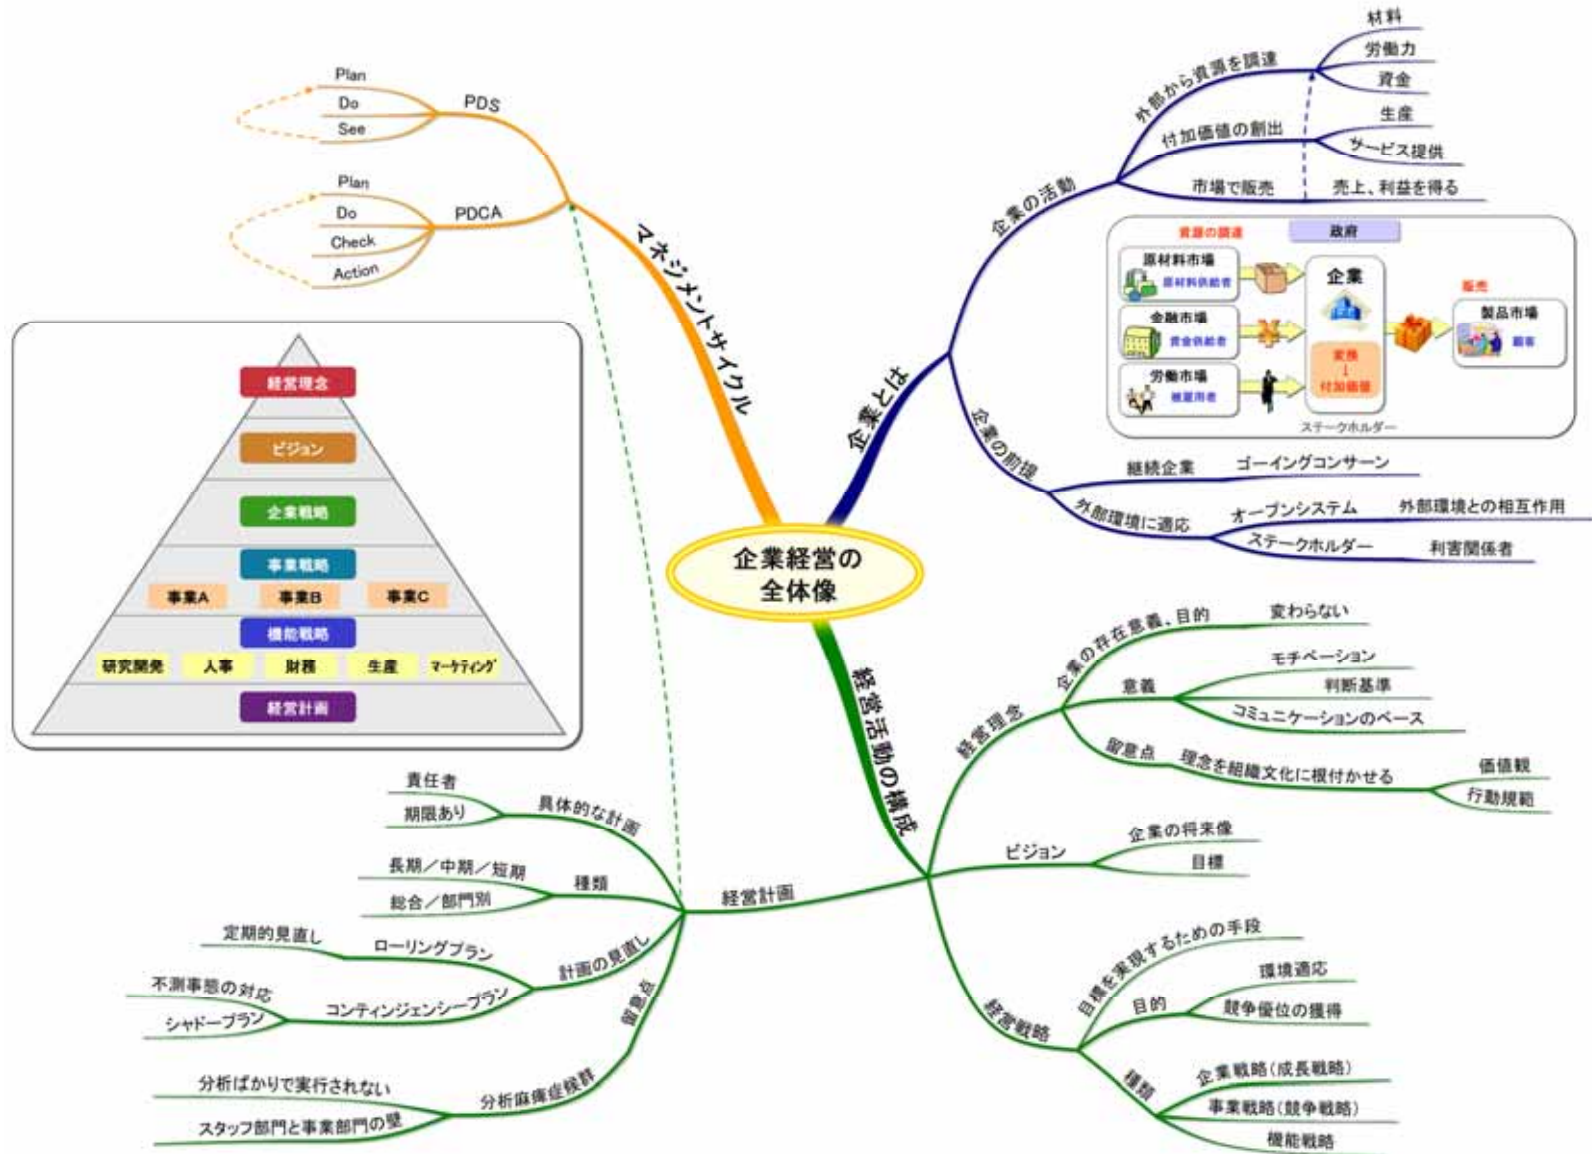 企業経営の
全体像
企業とは
企業の活動
外部から資源を調達
材料
労働力
資金
付加価値の創出
生産
サービス提供
市場で販売
売上、利益を得る
資源の調達
政府
原材料市場
原材料供給者
金融市場
資金供給者
労働市場
被雇用者
企業
変換
↓
付加価値
販売
製品市場
顧客
ステークホルダー
企業の前提
継続企業
ゴーイングコンサーン
外部環境に適応
オープンシステム
外部環境との相互作用
ステークホルダー
利害関係者
経営活動の構成
経営理念
企業の存在意義、目的
変わらない
意義
モチベーション
判断基準
コミュニケーションのベース
留意点
理念を組織文化に根付かせる
価値観
行動規範
ビジョン
企業の将来像
目標
経営戦略
目標を実現するための手段
目的
環境適応
競争優位の獲得
種類
企業戦略(成長戦略)
事業戦略(競争戦略)
機能戦略
経営計画
具体的な計画
責任者
期限あり
種類
長期／中期／短期
総合／部門別
計画の見直し
ローリングプラン
定期的見直し
コンティンジェンシープラン
不測事態の対応
シャドープラン
留意点
分析麻痺症候群
分析ばかりで実行されない
スタッフ部門と事業部門の壁
マネジメントサイクル
PDS
Plan
Do
See
PDCA
Plan
Do
Check
Action
経営理念
ビジョン
企業戦略
事業戦略
事業A 事業B 事業C
機能戦略
研究開発 人事 財務 生産 マーケティング
経営計画